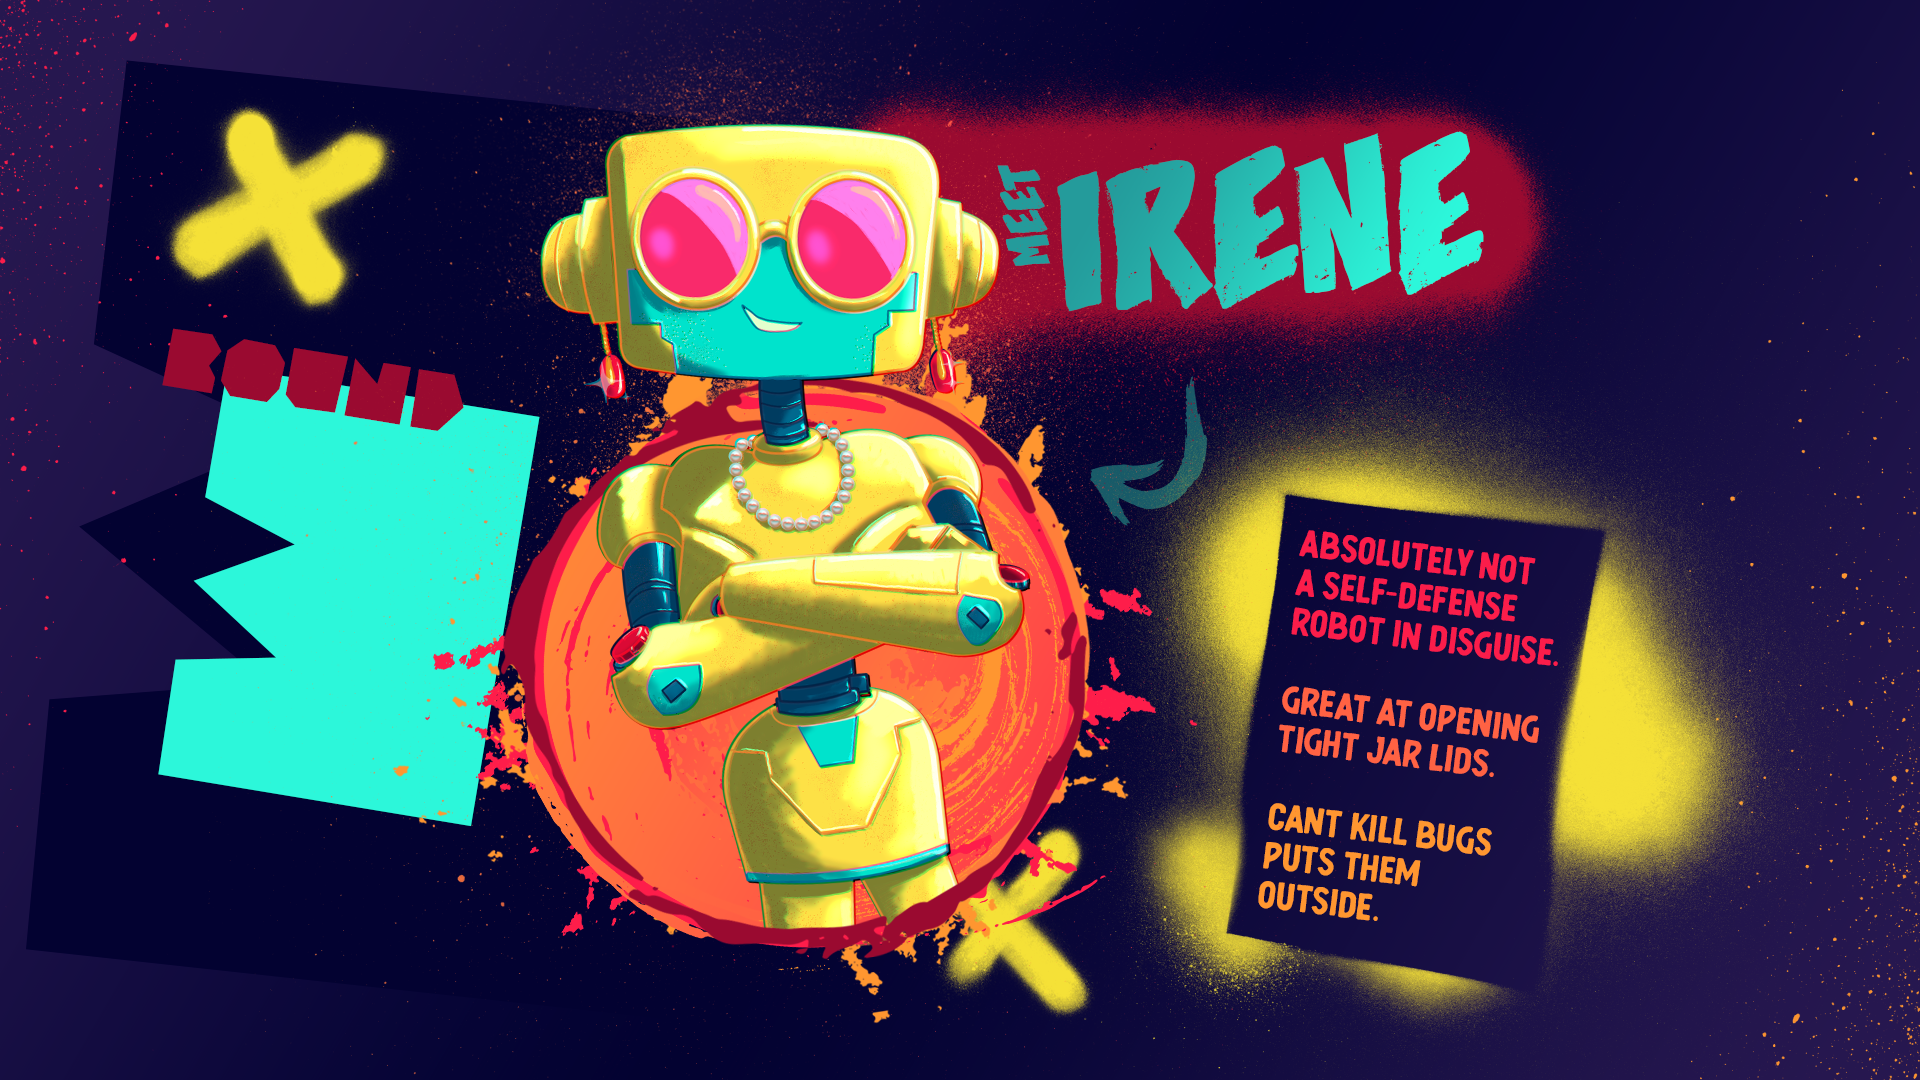 ROUND
3
MEET
IRENE
ABSOLUTELY NOT
A SELF-DEFENSE
ROBOT IN DISGUISE.
GREAT AT OPENING
TIGHT JAR LIDS.
CANT KILL BUGS
PUTS THEM
OUTSIDE.